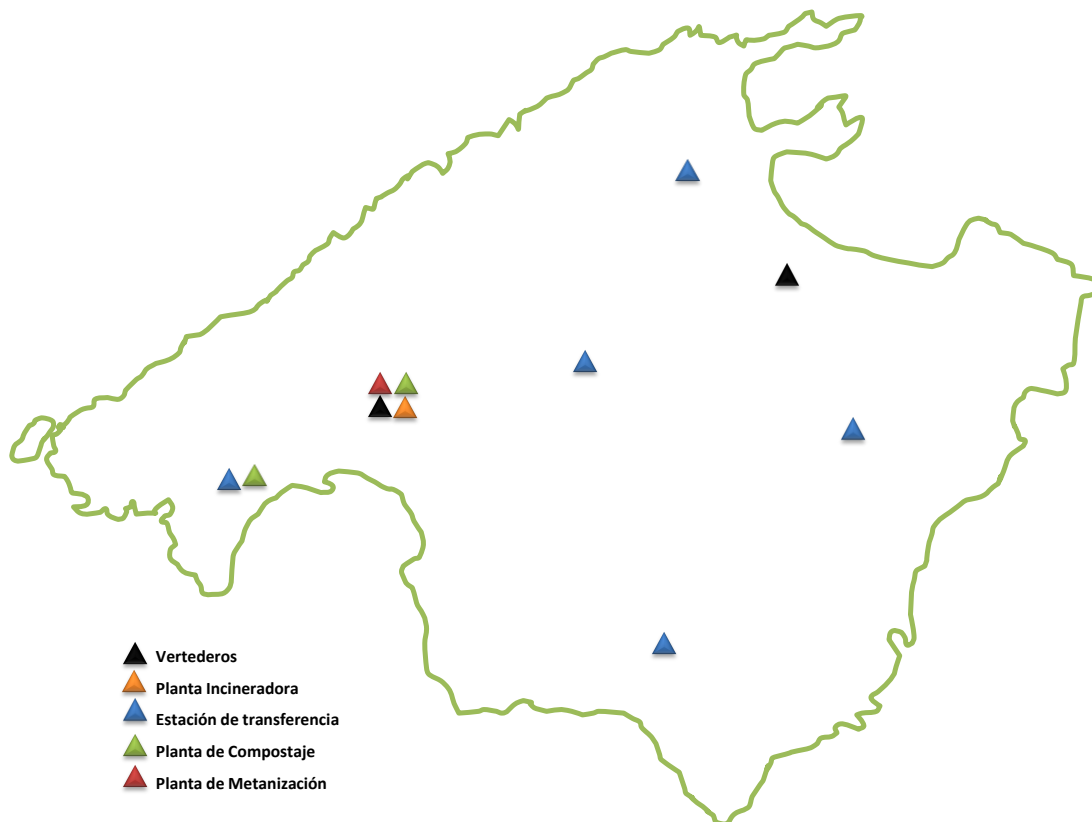 Vertederos
Planta Incineradora
Estación de transferencia
Planta de Compostaje
Planta de Metanización